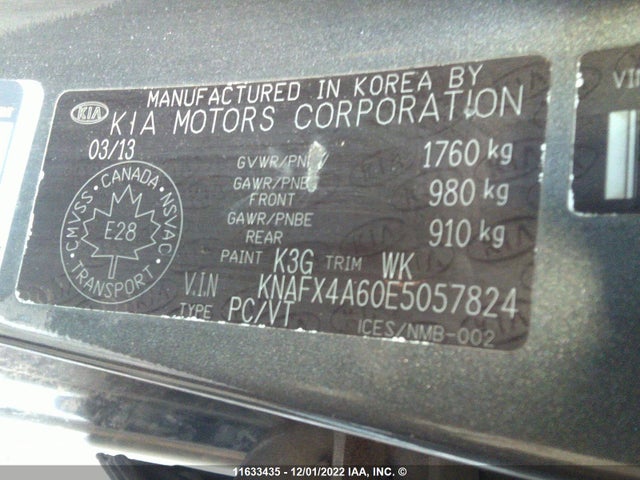 MANUFACTURED IN KOREA BY
KIA KIA MOTORS CORPORATION
03/13
GVWR/PN 1760 kg
GAWR/PNBE FRONT 980 kg
GAWR/PNBE REAR 910 kg
PAINT K3G TRIM WK
V.I.N KNAFX4A60E5057824
TYPE PC/VT
ICES/NMB-002
CANADA
CMVSS E28 NSVAC
TRANSPORT
VI
11633435 - 12/01/2022 IAA, INC. ©